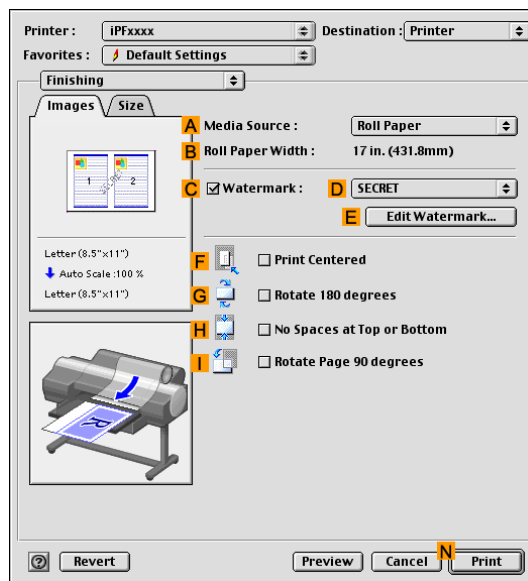 Printer : iPFxxxx Destination : Printer
Favorites : Default Settings
Finishing
Images Size
A Media Source : Roll Paper
B Roll Paper Width : 17 in. (431.8mm)
1 2
SECRET
C Watermark : D SECRET
E Edit Watermark...
Letter (8.5"x11")
Auto Scale :100 %
Letter (8.5"x11")
F Print Centered
G Rotate 180 degrees
H No Spaces at Top or Bottom
I Rotate Page 90 degrees
R
? Revert Preview Cancel N Print